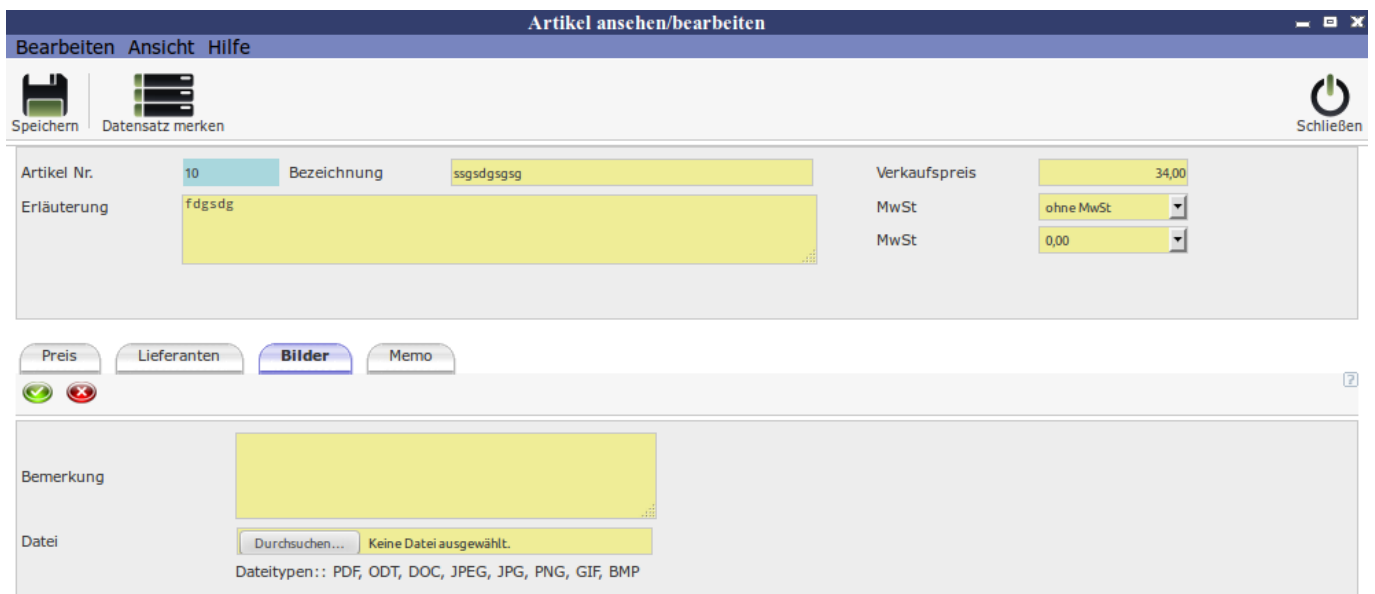 Artikel ansehen/bearbeiten
Bearbeiten Ansicht Hilfe
Speichern Datensatz merken Schließen
Artikel Nr. 10 Bezeichnung ssgsdgsgsg Verkaufspreis 34,00
Erläuterung fdgsdg MwSt ohne MwSt
MwSt 0,00
Preis Lieferanten Bilder Memo
?
Bemerkung
Datei Durchsuchen... Keine Datei ausgewählt.
Dateitypen:: PDF, ODT, DOC, JPEG, JPG, PNG, GIF, BMP